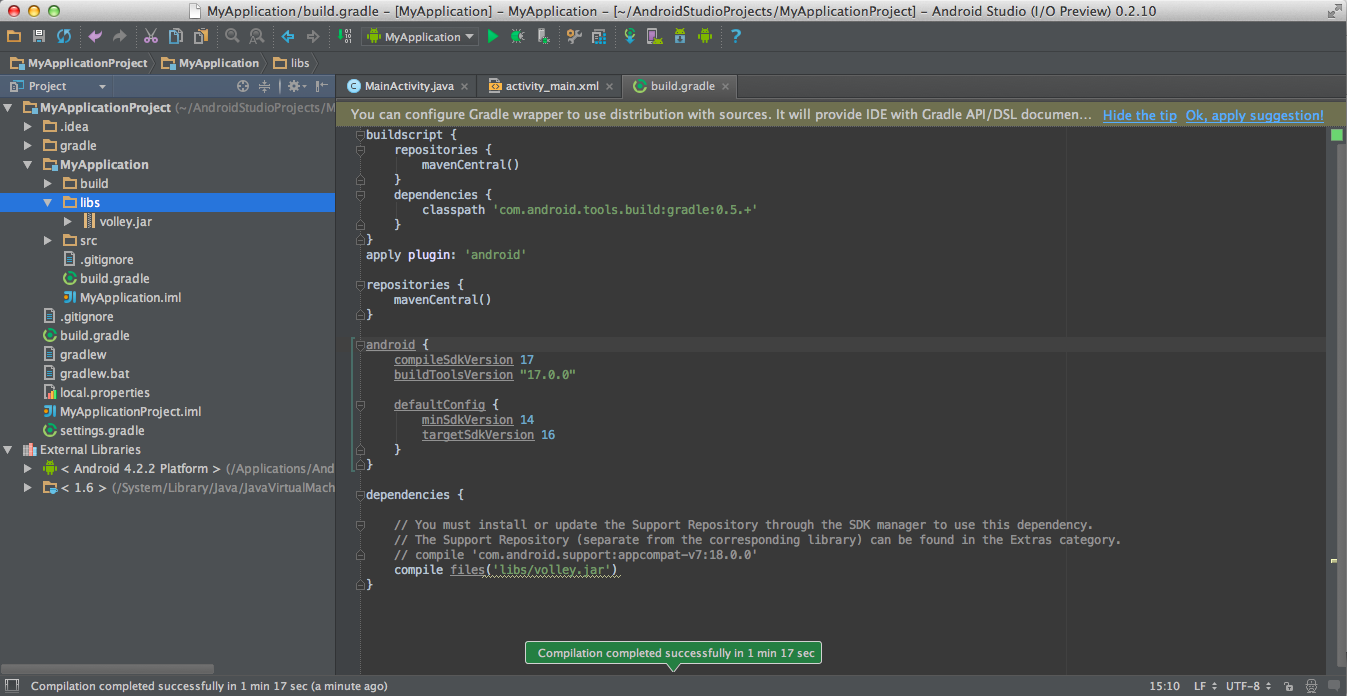 MyApplication/build.gradle – [MyApplication] – MyApplication – [~/AndroidStudioProjects/MyApplicationProject] – Android Studio (I/O Preview) 0.2.10
MyApplication
MyApplicationProject MyApplication libs
Project
MainActivity.java activity_main.xml build.gradle
You can configure Gradle wrapper to use distribution with sources. It will provide IDE with Gradle API/DSL documen... Hide the tip Ok, apply suggestion!
MyApplicationProject (~/AndroidStudioProjects/M
.idea
gradle
MyApplication
build
libs
volley.jar
src
.gitignore
build.gradle
MyApplication.iml
.gitignore
build.gradle
gradlew
gradlew.bat
local.properties
MyApplicationProject.iml
settings.gradle
External Libraries
< Android 4.2.2 Platform > (/Applications/And
< 1.6 > (/System/Library/Java/JavaVirtualMach
buildscript {
repositories {
mavenCentral()
}
dependencies {
classpath 'com.android.tools.build:gradle:0.5.+'
}
}
apply plugin: 'android'
repositories {
mavenCentral()
}
android {
compileSdkVersion 17
buildToolsVersion "17.0.0"
defaultConfig {
minSdkVersion 14
targetSdkVersion 16
}
}
dependencies {
// You must install or update the Support Repository through the SDK manager to use this dependency.
// The Support Repository (separate from the corresponding library) can be found in the Extras category.
// compile 'com.android.support:appcompat-v7:18.0.0'
compile files('libs/volley.jar')
}
Compilation completed successfully in 1 min 17 sec
Compilation completed successfully in 1 min 17 sec (a minute ago) 15:10 LF UTF-8